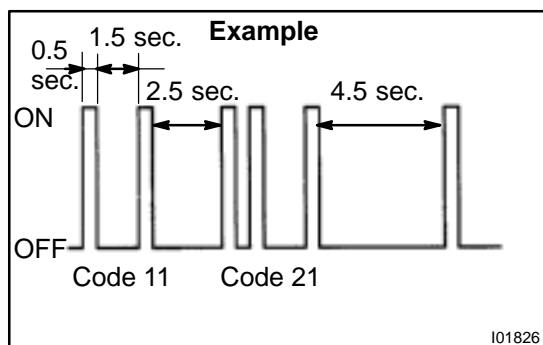 Example
0.5 sec.
1.5 sec.
2.5 sec.
4.5 sec.
ON
OFF
Code 11
Code 21
I01826